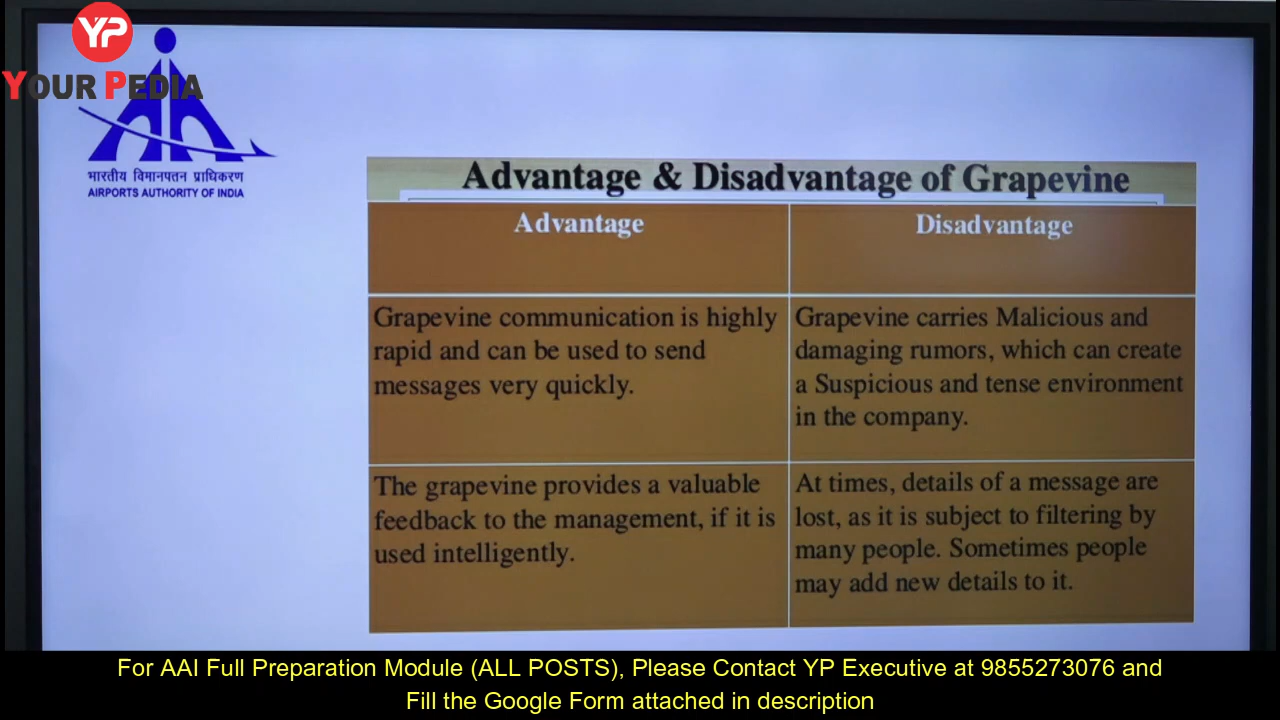 YP
YOUR PEDIA
भारतीय विमानपत्तन प्राधिकरण
AIRPORTS AUTHORITY OF INDIA
Advantage & Disadvantage of Grapevine
Advantage
Disadvantage
Grapevine communication is highly
rapid and can be used to send
messages very quickly.
Grapevine carries Malicious and
damaging rumors, which can create
a Suspicious and tense environment
in the company.
The grapevine provides a valuable
feedback to the management, if it is
used intelligently.
At times, details of a message are
lost, as it is subject to filtering by
many people. Sometimes people
may add new details to it.
For AAI Full Preparation Module (ALL POSTS), Please Contact YP Executive at 9855273076 and
Fill the Google Form attached in description